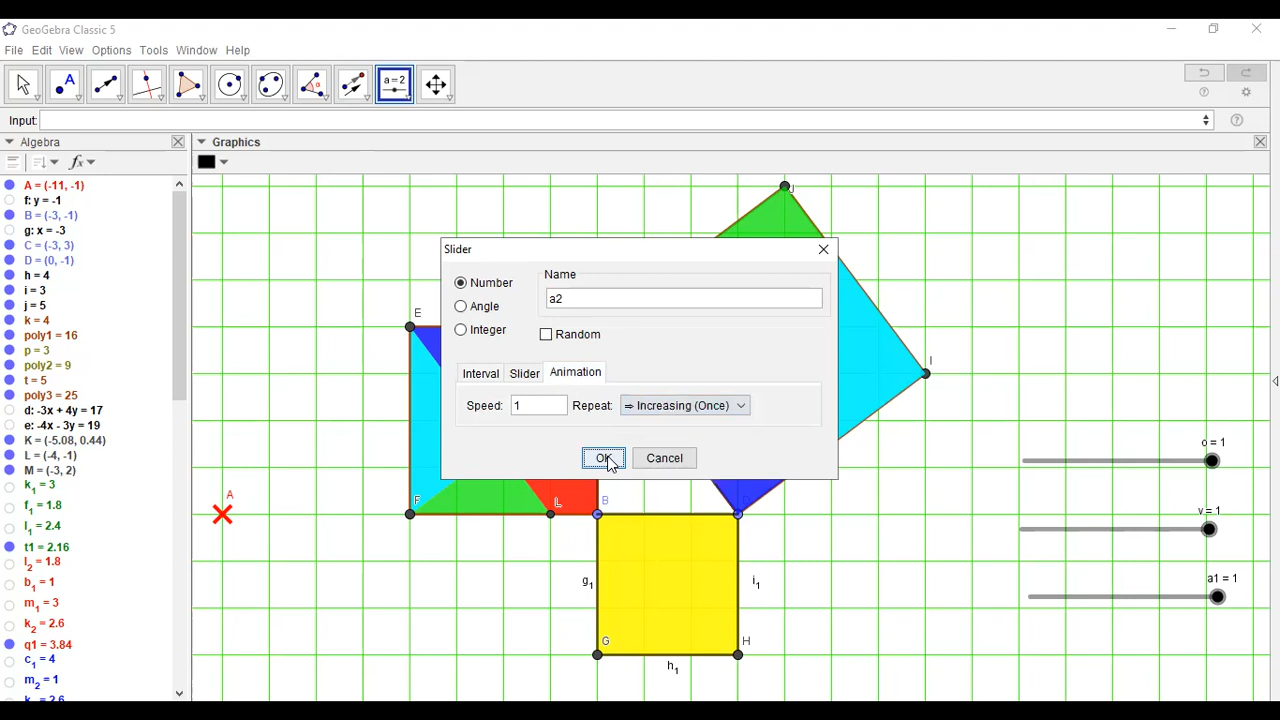 GeoGebra Classic 5
File Edit View Options Tools Window Help
a=2
Input:
Algebra
Graphics
A = (-11, -1)
f: y = -1
B = (-3, -1)
g: x = -3
C = (-3, 3)
D = (0, -1)
h = 4
i = 3
j = 5
k = 4
poly1 = 16
p = 3
poly2 = 9
t = 5
poly3 = 25
d: -3x + 4y = 17
e: -4x - 3y = 19
K = (-5.08, 0.44)
L = (-4, -1)
M = (-3, 2)
k₁ = 3
f₁ = 1.8
l₁ = 2.4
t1 = 2.16
l₂ = 1.8
b₁ = 1
m₁ = 3
k₂ = 2.6
q1 = 3.84
c₁ = 4
m₂ = 1
J
E
I
A
F
L
B
g₁
i₁
G
H
h₁
Slider
Number
Angle
Integer
Name
a2
Random
Interval Slider Animation
Speed: 1 Repeat: ⇒ Increasing (Once)
OK Cancel
o = 1
v = 1
a1 = 1